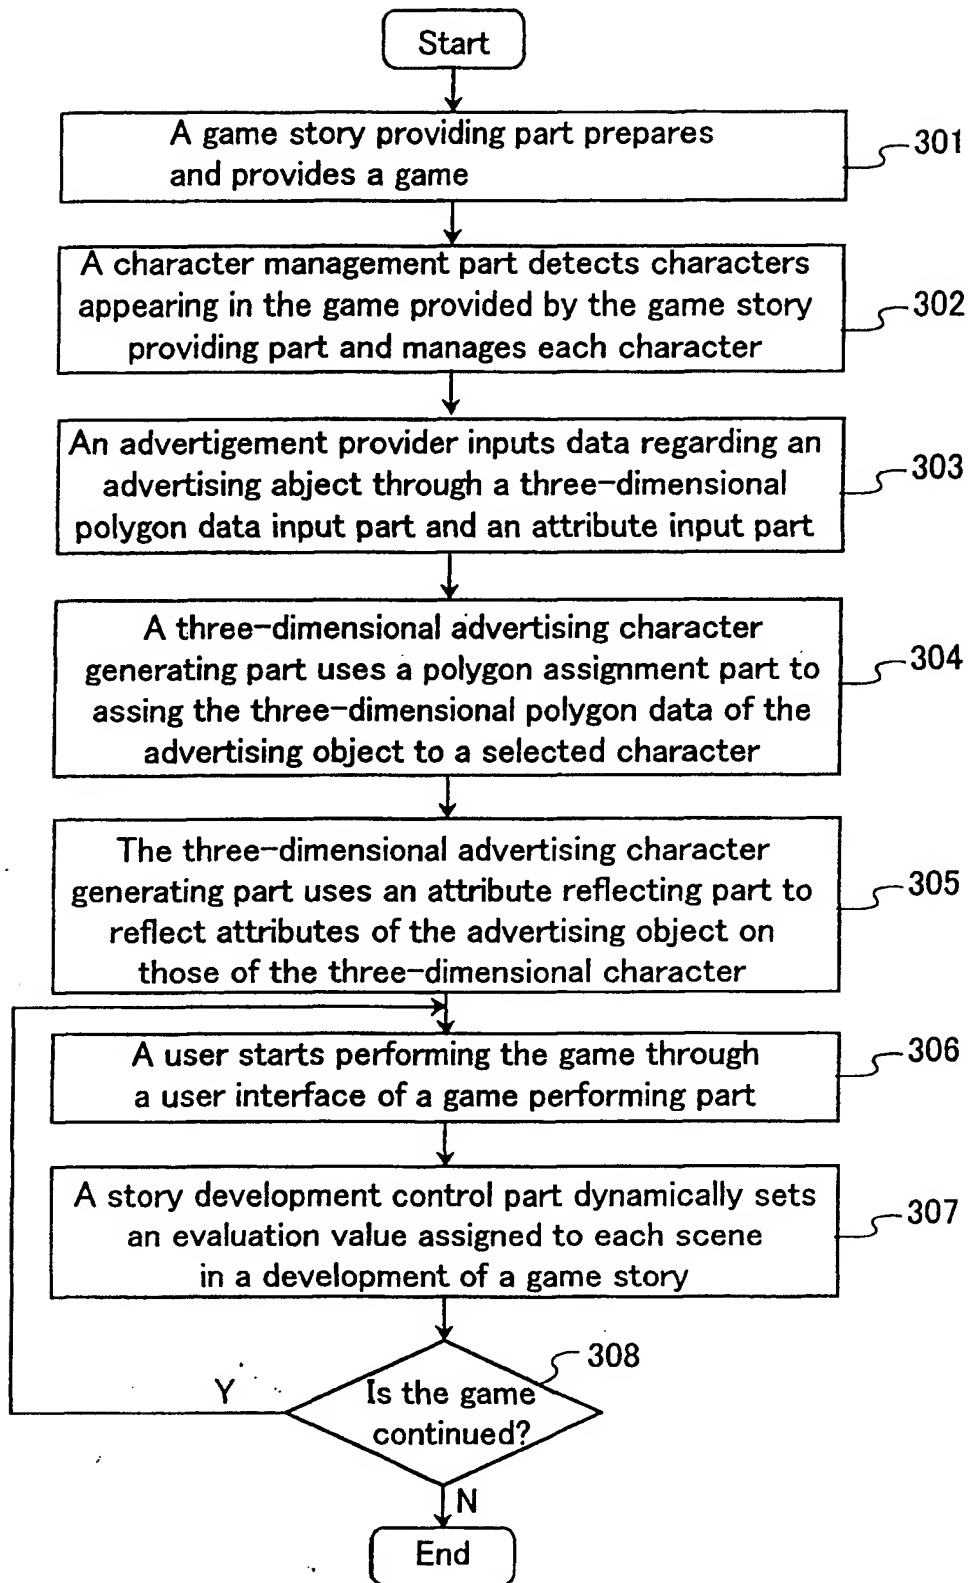 Start
A game story providing part prepares
and provides a game
301
A character management part detects characters
appearing in the game provided by the game story
providing part and manages each character
302
An advertigement provider inputs data regarding an
advertising abject through a three-dimensional
polygon data input part and an attribute input part
303
A three-dimensional advertising character
generating part uses a polygon assignment part to
assing the three-dimensional polygon data of the
advertising object to a selected character
304
The three-dimensional advertising character
generating part uses an attribute reflecting part to
reflect attributes of the advertising object on
those of the three-dimensional character
305
A user starts performing the game through
a user interface of a game performing part
306
A story development control part dynamically sets
an evaluation value assigned to each scene
in a development of a game story
307
308
Y
Is the game
continued?
N
End